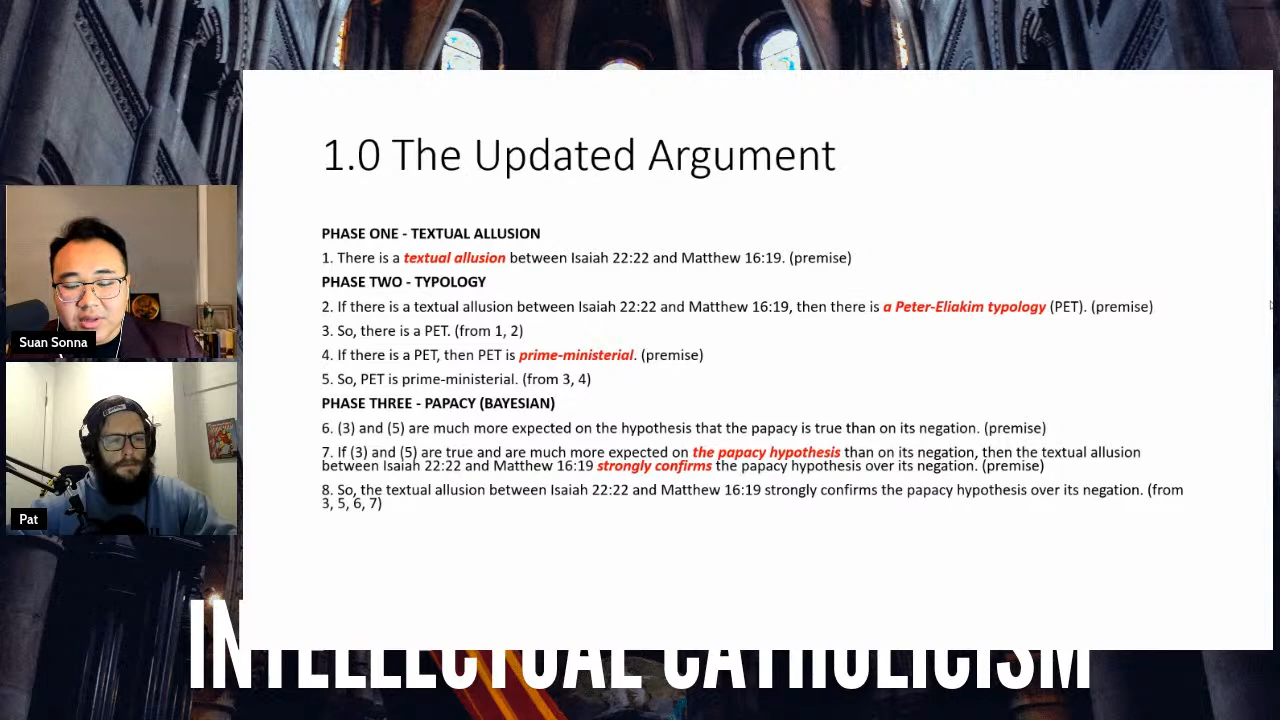 1.0 The Updated Argument
PHASE ONE - TEXTUAL ALLUSION
1. There is a textual allusion between Isaiah 22:22 and Matthew 16:19. (premise)
PHASE TWO - TYPOLOGY
2. If there is a textual allusion between Isaiah 22:22 and Matthew 16:19, then there is a Peter-Eliakim typology (PET). (premise)
3. So, there is a PET. (from 1, 2)
4. If there is a PET, then PET is prime-ministerial. (premise)
5. So, PET is prime-ministerial. (from 3, 4)
PHASE THREE - PAPACY (BAYESIAN)
6. (3) and (5) are much more expected on the hypothesis that the papacy is true than on its negation. (premise)
7. If (3) and (5) are true and are much more expected on the papacy hypothesis than on its negation, then the textual allusion
between Isaiah 22:22 and Matthew 16:19 strongly confirms the papacy hypothesis over its negation. (premise)
8. So, the textual allusion between Isaiah 22:22 and Matthew 16:19 strongly confirms the papacy hypothesis over its negation. (from
3, 5, 6, 7)
Suan Sonna
Pat
INTELLECTUAL CATHOLICISM